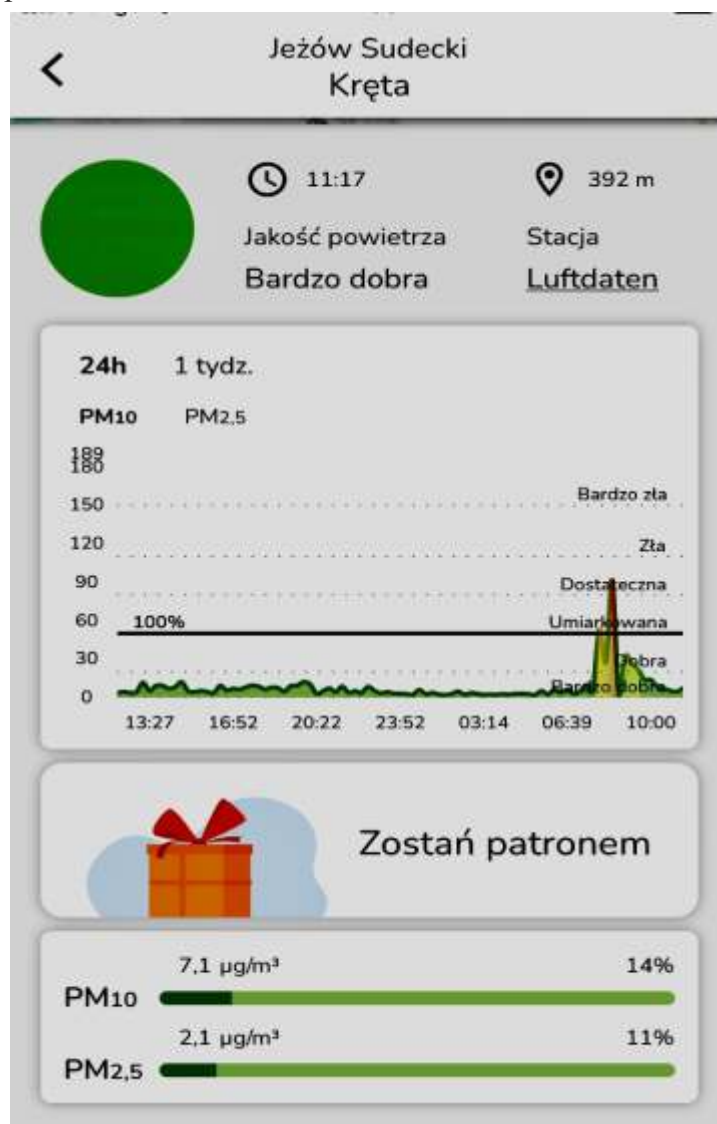 Jeżów Sudecki
Kręta
11:17
392 m
Jakość powietrza
Stacja
Bardzo dobra
Luftdaten
24h 1 tydz.
PM10 PM2.5
189
180
150
Bardzo zła
120
Zła
90
Dostateczna
60
100%
Umiarkowana
30
Dobra
Bardzo dobra
0
13:27 16:52 20:22 23:52 03:14 06:39 10:00
Zostań patronem
7,1 µg/m³ 14%
PM10
2,1 µg/m³ 11%
PM2,5